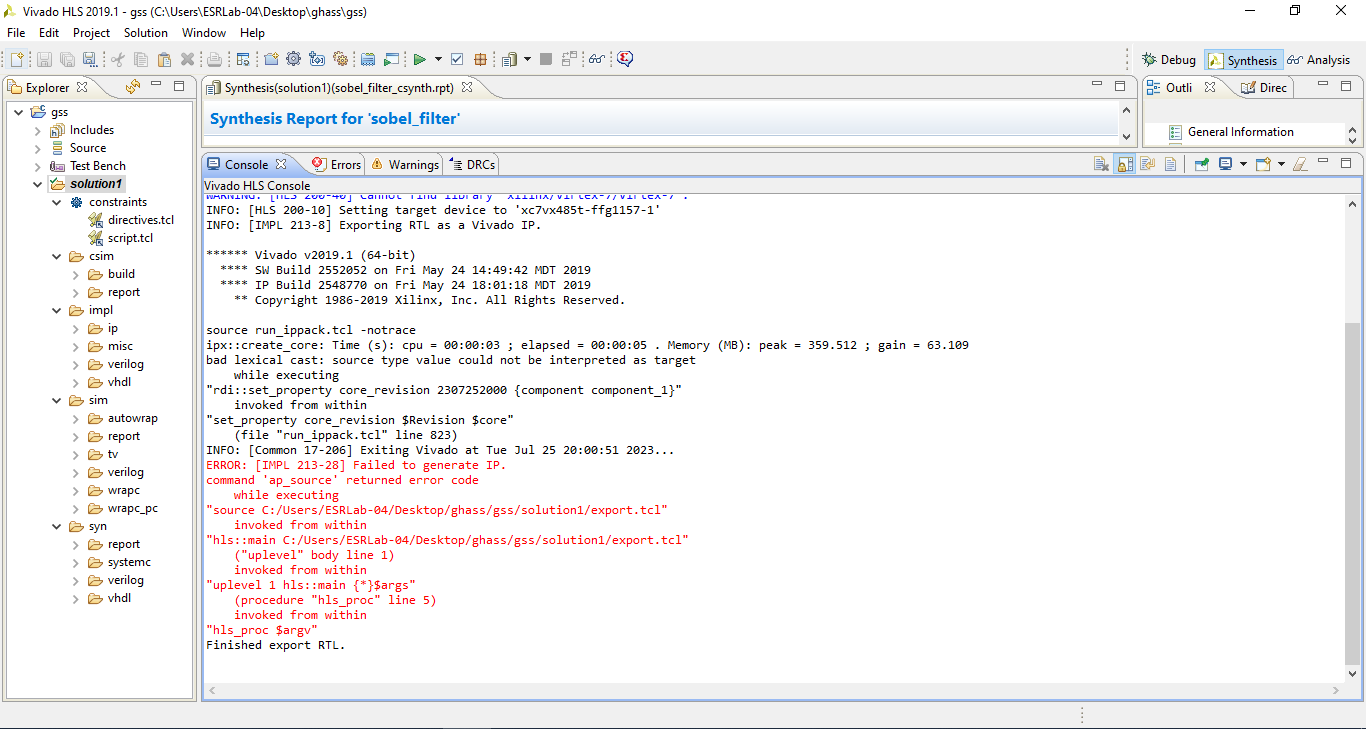 Vivado HLS 2019.1 - gss (C:\Users\ESRLab-04\Desktop\ghass\gss)
File Edit Project Solution Window Help
Debug Synthesis Analysis
Explorer
Synthesis(solution1)(sobel_filter_csynth.rpt)
Outli Direc
gss
Includes
Source
Test Bench
solution1
constraints
directives.tcl
script.tcl
csim
build
report
impl
ip
misc
verilog
vhdl
sim
autowrap
report
tv
verilog
wrapc
wrapc_pc
syn
report
systemc
verilog
vhdl
Synthesis Report for 'sobel_filter'
General Information
Console Errors Warnings DRCs
Vivado HLS Console
WARNING: [HLS 200-40] Cannot find library 'xilinx/virtex-7/virtex-7'.
INFO: [HLS 200-10] Setting target device to 'xc7vx485t-ffg1157-1'
INFO: [IMPL 213-8] Exporting RTL as a Vivado IP.
****** Vivado v2019.1 (64-bit)
**** SW Build 2552052 on Fri May 24 14:49:42 MDT 2019
**** IP Build 2548770 on Fri May 24 18:01:18 MDT 2019
** Copyright 1986-2019 Xilinx, Inc. All Rights Reserved.
source run_ippack.tcl -notrace
ipx::create_core: Time (s): cpu = 00:00:03 ; elapsed = 00:00:05 . Memory (MB): peak = 359.512 ; gain = 63.109
bad lexical cast: source type value could not be interpreted as target
while executing
"rdi::set_property core_revision 2307252000 {component component_1}"
invoked from within
"set_property core_revision $Revision $core"
(file "run_ippack.tcl" line 823)
INFO: [Common 17-206] Exiting Vivado at Tue Jul 25 20:00:51 2023...
ERROR: [IMPL 213-28] Failed to generate IP.
command 'ap_source' returned error code
while executing
"source C:/Users/ESRLab-04/Desktop/ghass/gss/solution1/export.tcl"
invoked from within
"hls::main C:/Users/ESRLab-04/Desktop/ghass/gss/solution1/export.tcl"
("uplevel" body line 1)
invoked from within
"uplevel 1 hls::main {*}$args"
(procedure "hls_proc" line 5)
invoked from within
"hls_proc $argv"
Finished export RTL.